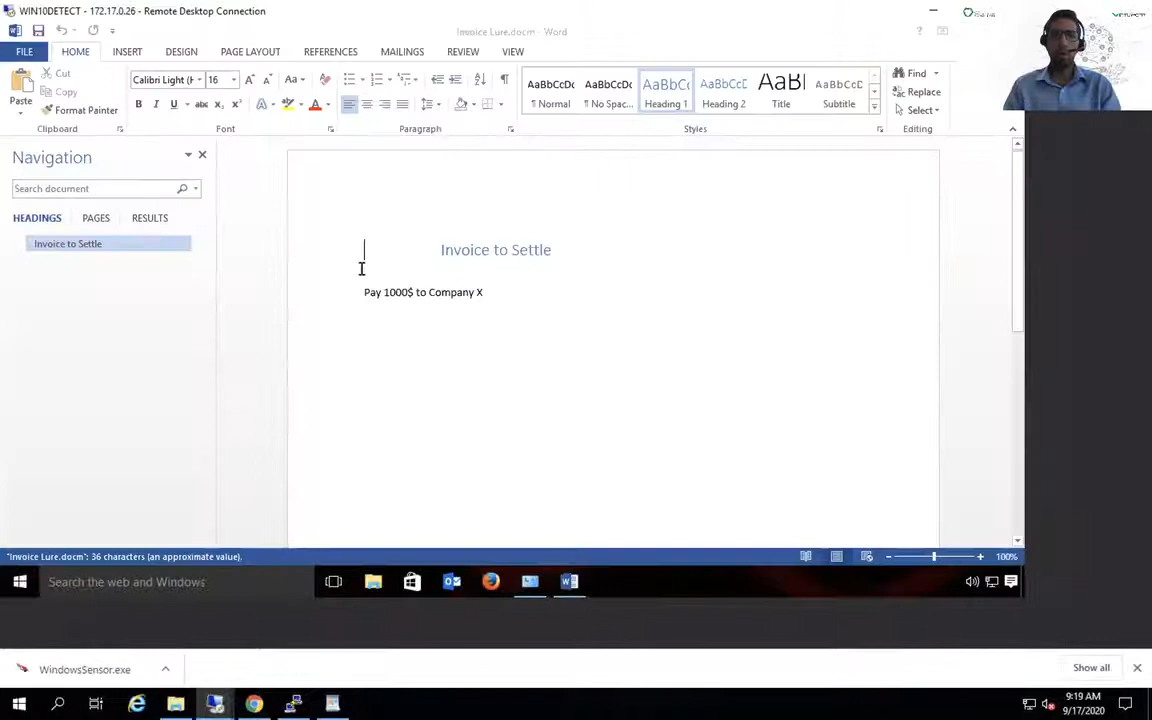 WIN10DETECT - 172.17.0.26 - Remote Desktop Connection
Invoice Lure.docm - Word
FILE HOME INSERT DESIGN PAGE LAYOUT REFERENCES MAILINGS REVIEW VIEW
Paste
Cut
Copy
Format Painter
Clipboard
Calibri Light (H 16
Font
Paragraph
AaBbCcDc AaBbCcDc AaBbC AaBbCcD AaB AaBbCcD
¶ Normal ¶ No Spac... Heading 1 Heading 2 Title Subtitle
Styles
Find
Replace
Select
Editing
Navigation
Search document
HEADINGS PAGES RESULTS
Invoice to Settle
Invoice to Settle
Pay 1000$ to Company X
"Invoice Lure.docm": 36 characters (an approximate value).
100%
Search the web and Windows
WindowsSensor.exe
Show all
9:19 AM
9/17/2020